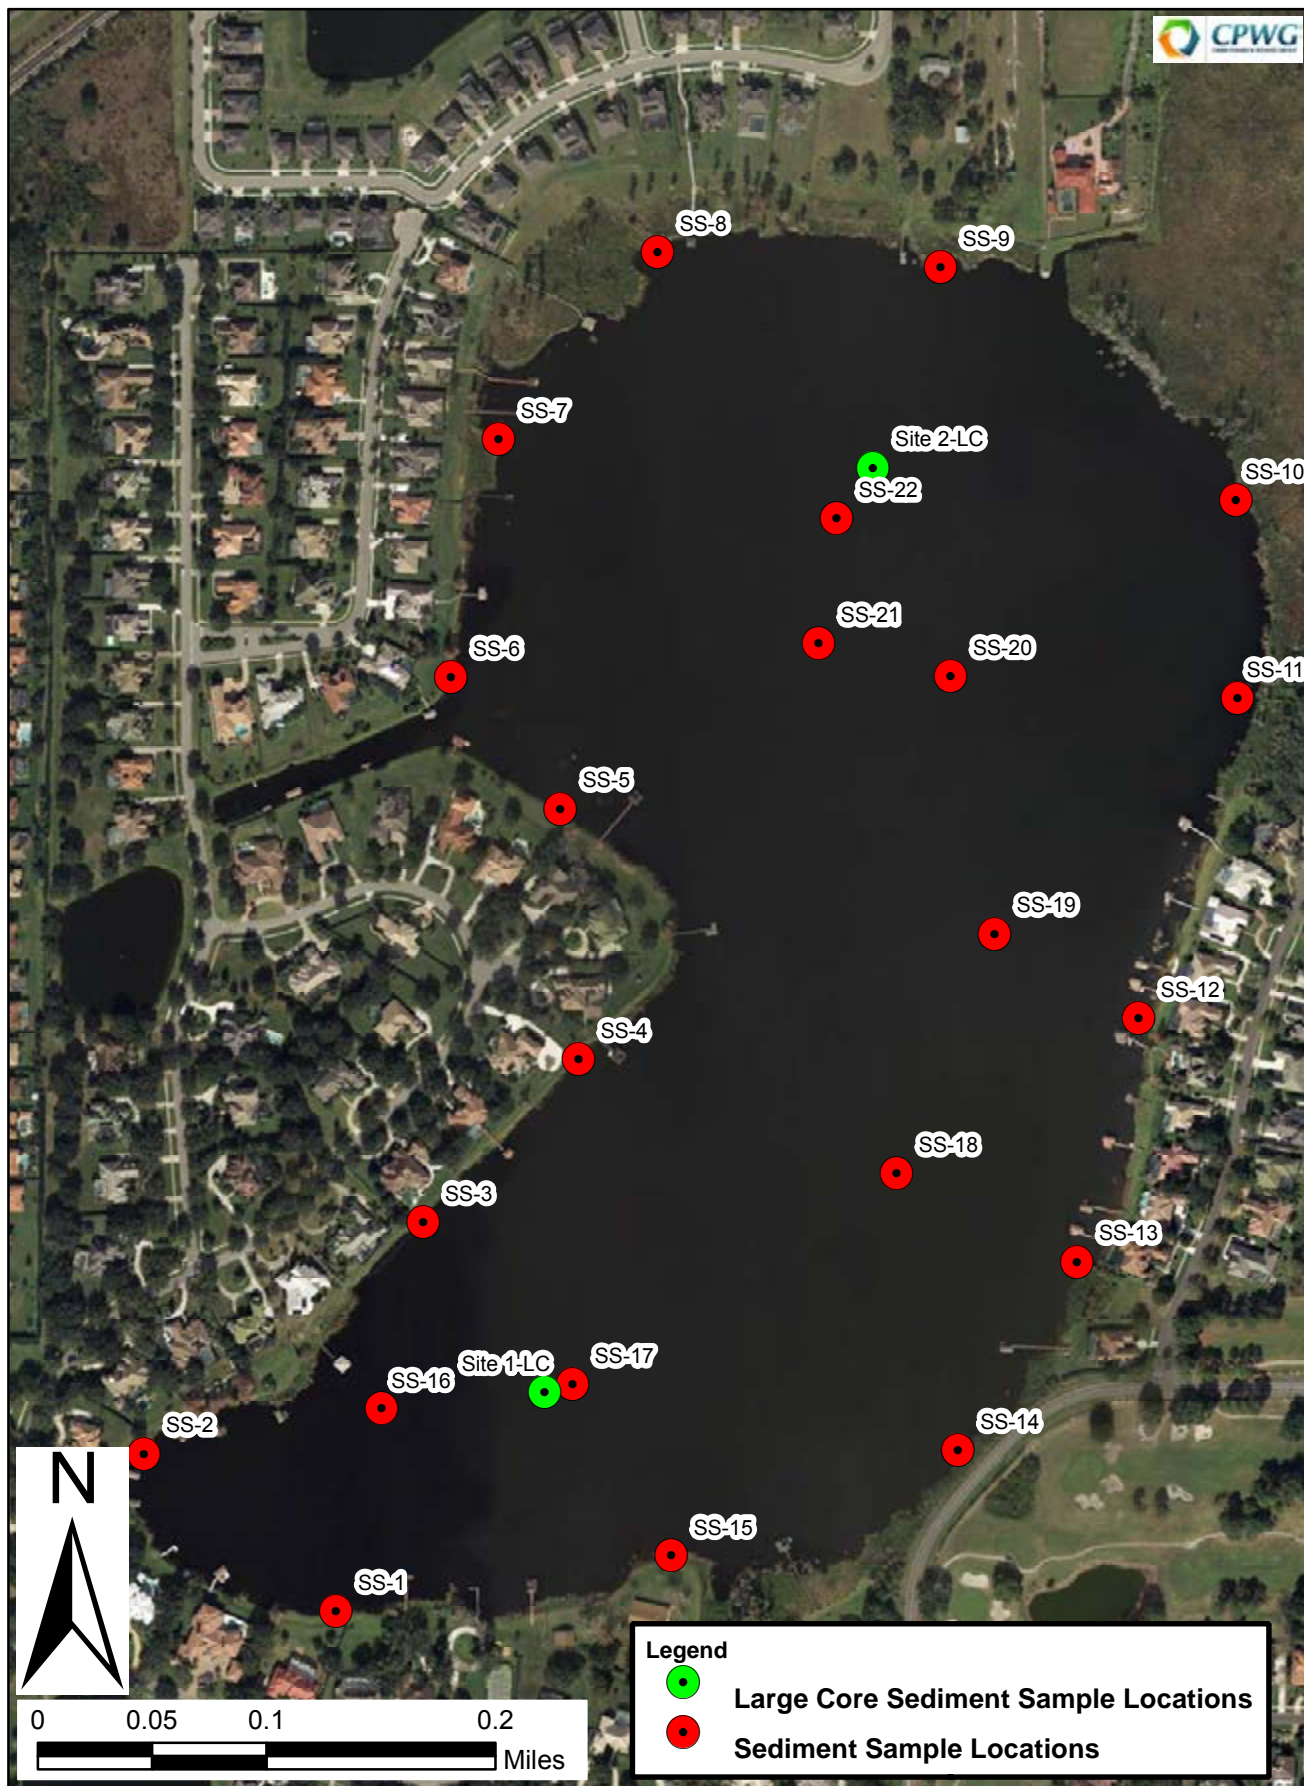 CPWG
SS-8
SS-9
SS-7
Site 2-LC
SS-22
SS-10
SS-21
SS-20
SS-6
SS-11
SS-5
SS-19
SS-12
SS-4
SS-18
SS-3
SS-13
Site 1-LC
SS-17
SS-16
SS-2
SS-14
N
SS-15
SS-1
Legend
Large Core Sediment Sample Locations
Sediment Sample Locations
0 0.05 0.1 0.2
Miles